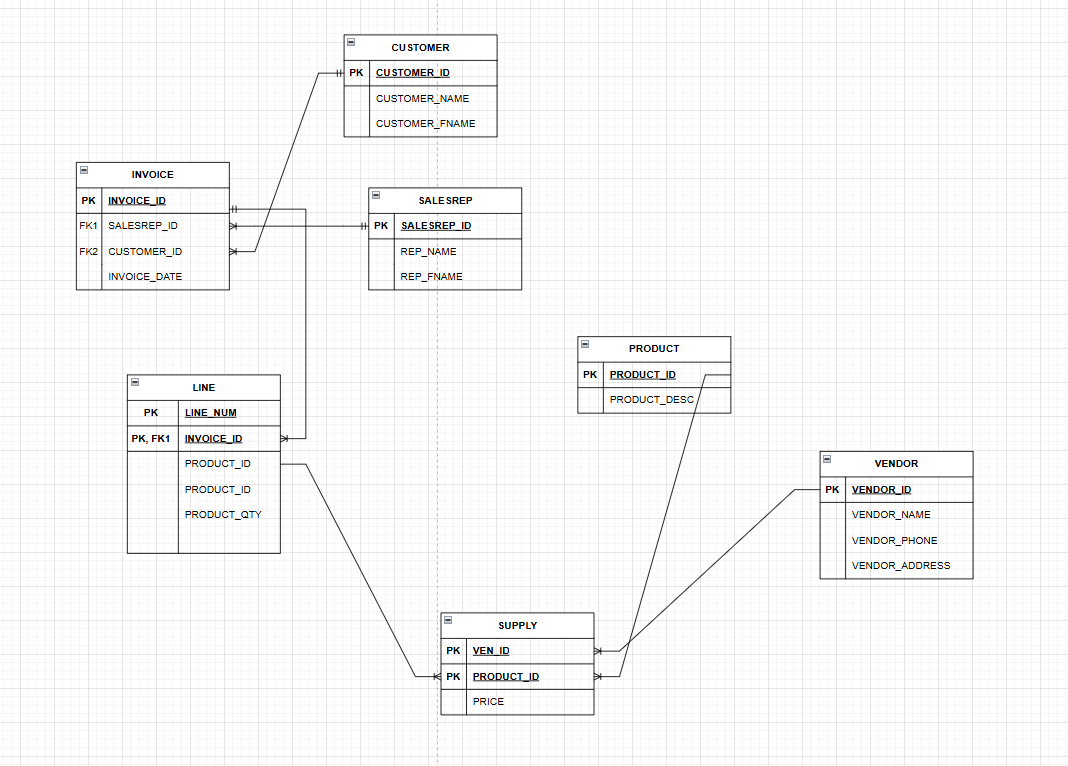 CUSTOMER
PK CUSTOMER_ID
CUSTOMER_NAME
CUSTOMER_FNAME
INVOICE
PK INVOICE_ID
FK1 SALESREP_ID
FK2 CUSTOMER_ID
INVOICE_DATE
SALESREP
PK SALESREP_ID
REP_NAME
REP_FNAME
PRODUCT
PK PRODUCT_ID
PRODUCT_DESC
LINE
PK LINE_NUM
PK, FK1 INVOICE_ID
PRODUCT_ID
PRODUCT_ID
PRODUCT_QTY
VENDOR
PK VENDOR_ID
VENDOR_NAME
VENDOR_PHONE
VENDOR_ADDRESS
SUPPLY
PK VEN_ID
PK PRODUCT_ID
PRICE